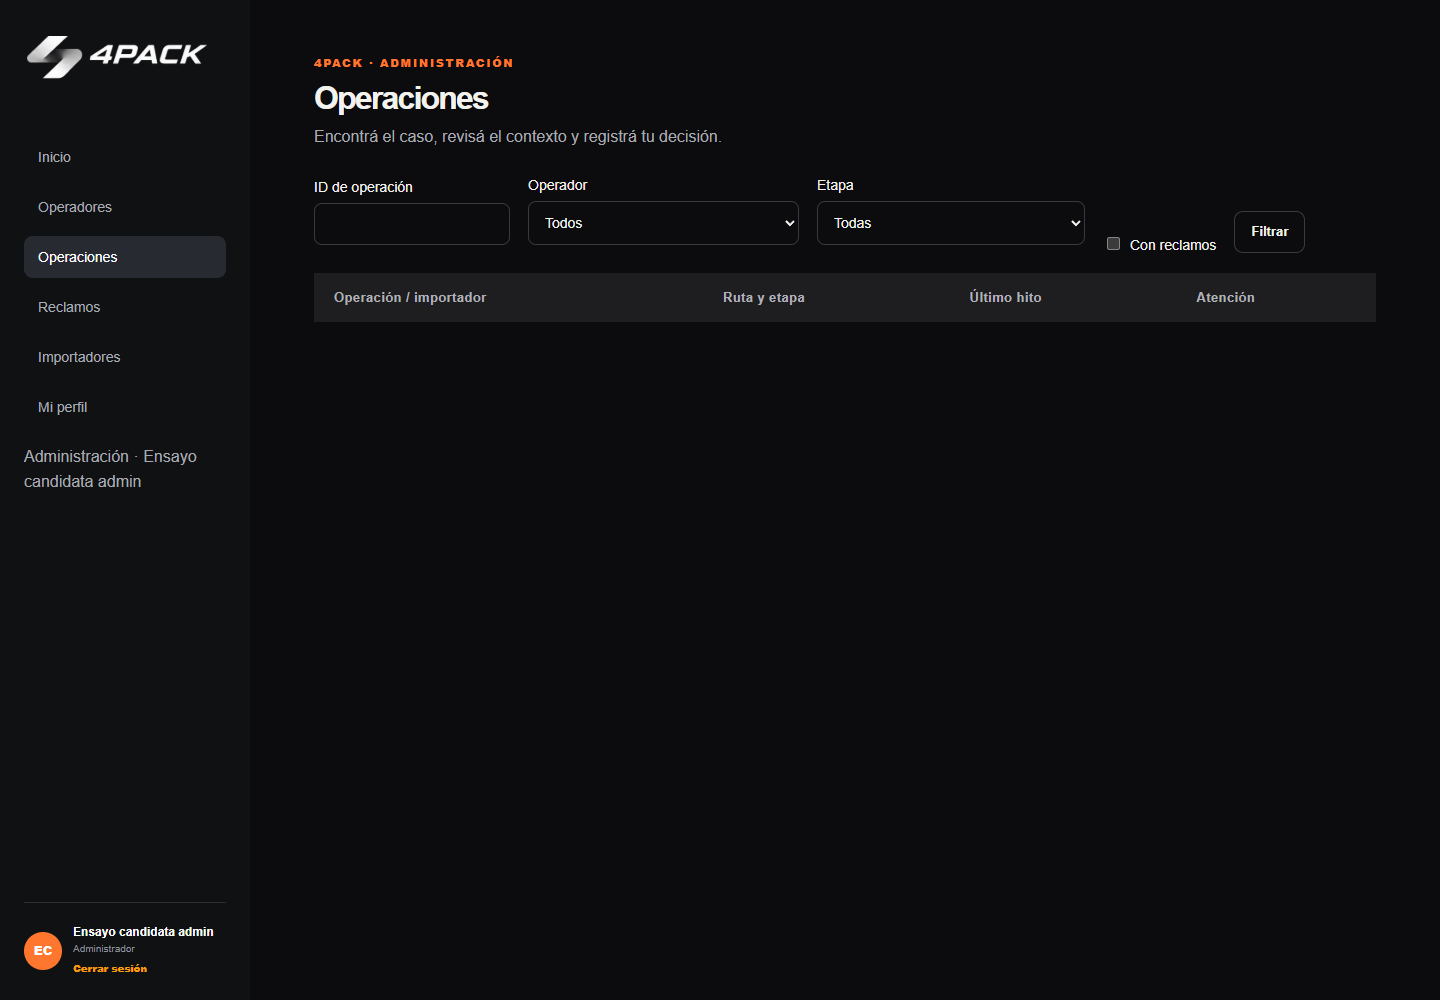 4PACK
Inicio
Operadores
Operaciones
Reclamos
Importadores
Mi perfil
Administración · Ensayo
candidata admin
EC
Ensayo candidata admin
Administrador
Cerrar sesión
4PACK · ADMINISTRACIÓN
Operaciones
Encontrá el caso, revisá el contexto y registrá tu decisión.
ID de operación
Operador
Todos
Etapa
Todas
Con reclamos
Filtrar
Operación / importador
Ruta y etapa
Último hito
Atención